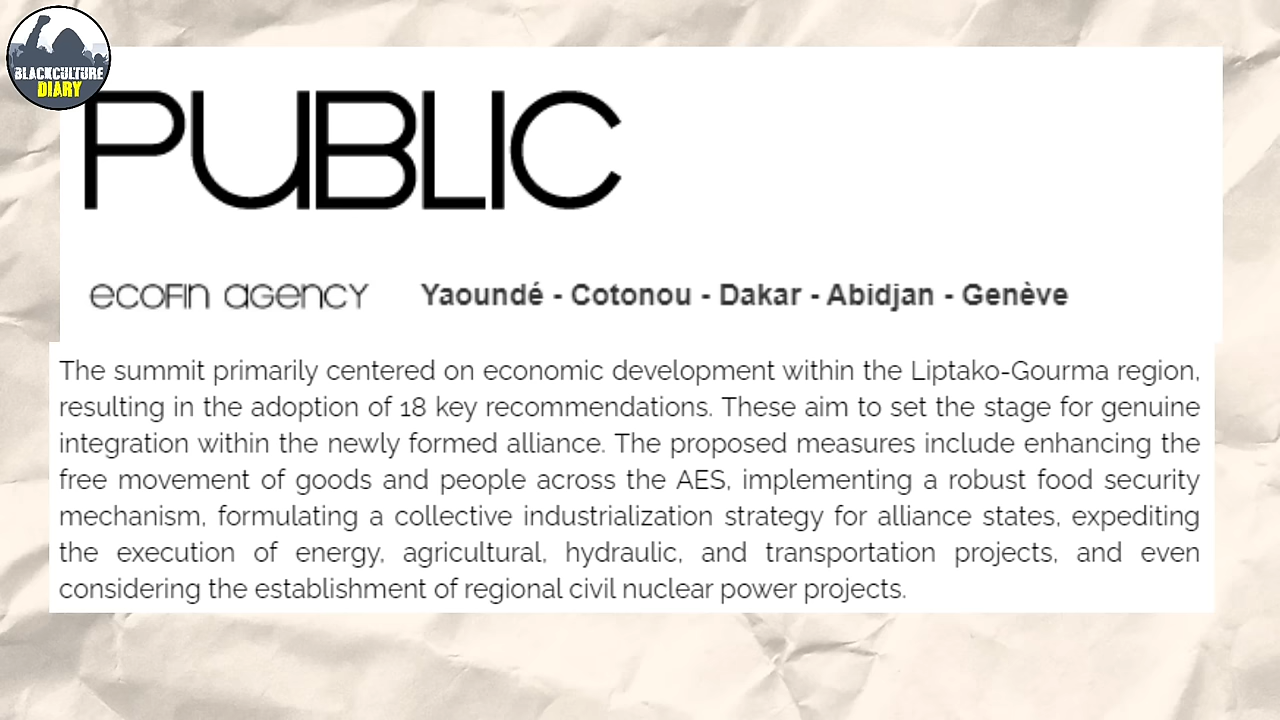 BLACKCULTURE
DIARY
PUBLIC
ecoFin agency
Yaoundé - Cotonou - Dakar - Abidjan - Genève
The summit primarily centered on economic development within the Liptako-Gourma region,
resulting in the adoption of 18 key recommendations. These aim to set the stage for genuine
integration within the newly formed alliance. The proposed measures include enhancing the
free movement of goods and people across the AES, implementing a robust food security
mechanism, formulating a collective industrialization strategy for alliance states, expediting
the execution of energy, agricultural, hydraulic, and transportation projects, and even
considering the establishment of regional civil nuclear power projects.